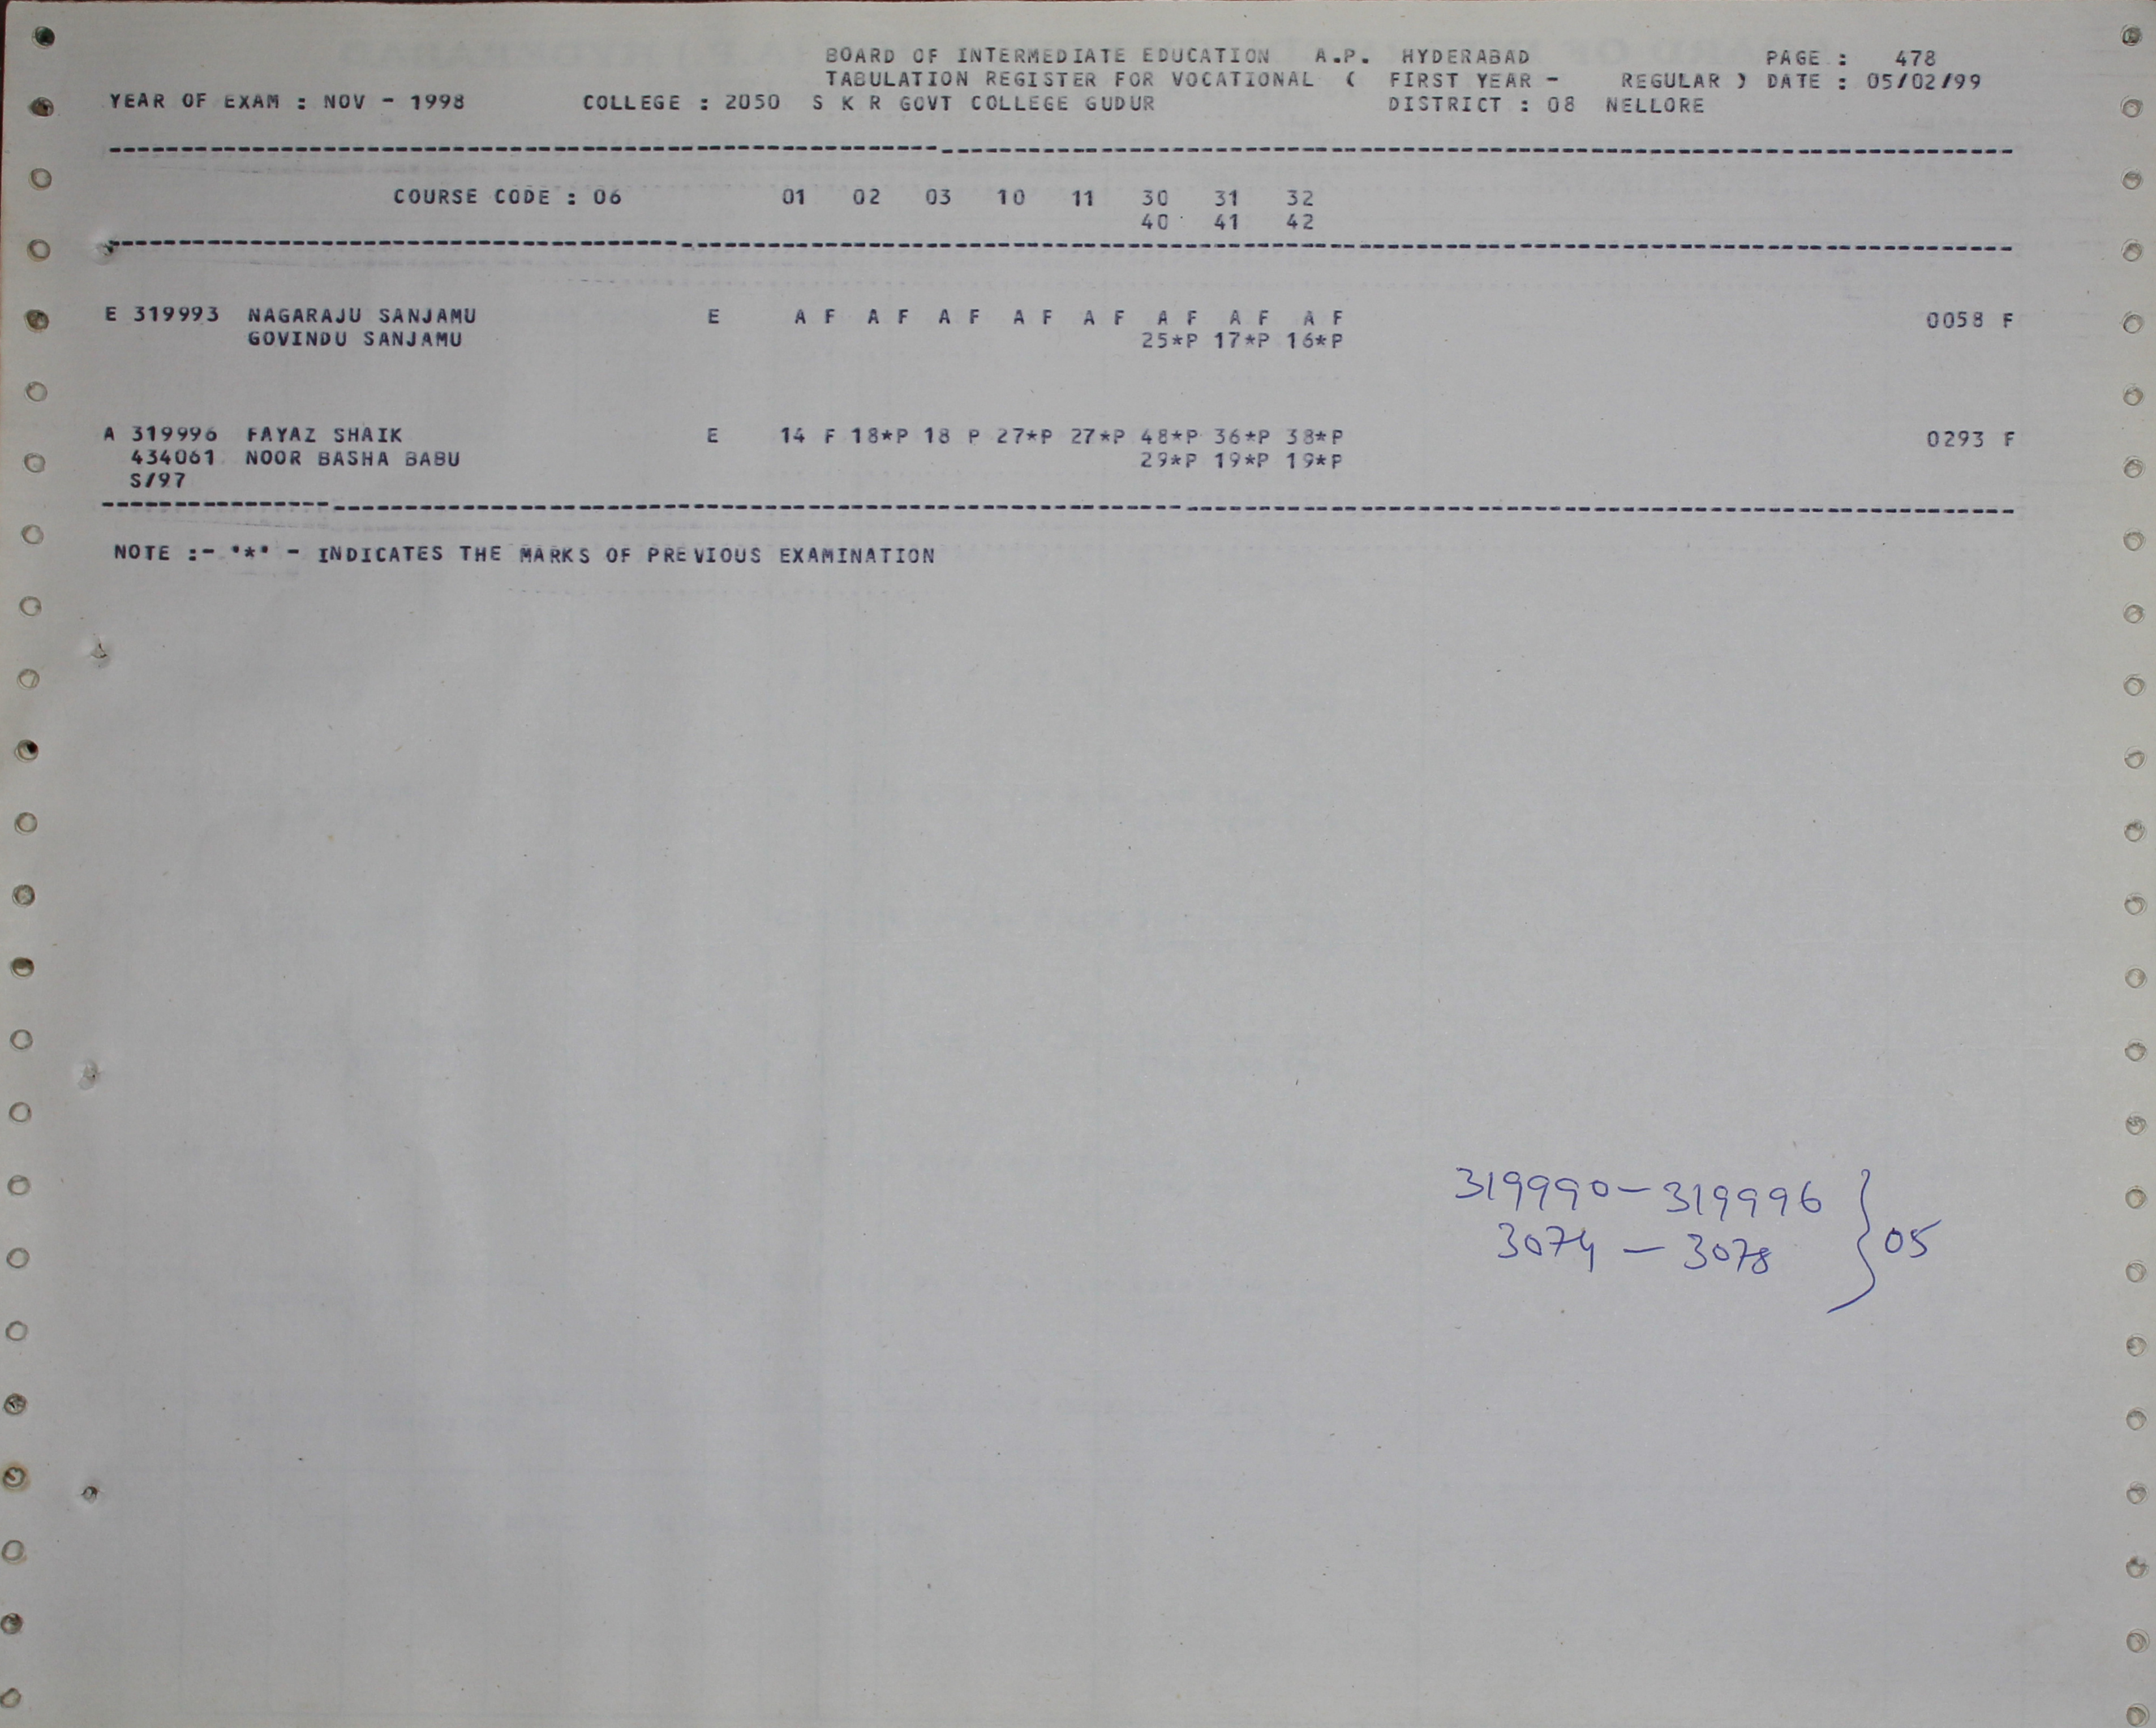 BOARD OF INTERMEDIATE EDUCATION A.P. HYDERABAD PAGE : 478
TABULATION REGISTER FOR VOCATIONAL ( FIRST YEAR - REGULAR ) DATE : 05/02/99
YEAR OF EXAM : NOV - 1998 COLLEGE : 2050 S K R GOVT COLLEGE GUDUR DISTRICT : 08 NELLORE
COURSE CODE : 06 01 02 03 10 11 30 31 32
40 41 42
E 319993 NAGARAJU SANJAMU E A F A F A F A F A F A F A F A F 0058 F
GOVINDU SANJAMU 25*P 17*P 16*P
A 319996 FAYAZ SHAIK E 14 F 18*P 18 P 27*P 27*P 48*P 36*P 38*P 0293 F
434061 NOOR BASHA BABU 29*P 19*P 19*P
S/97
NOTE :- "*" - INDICATES THE MARKS OF PREVIOUS EXAMINATION
319990 - 319996
3074 - 3078 } 05